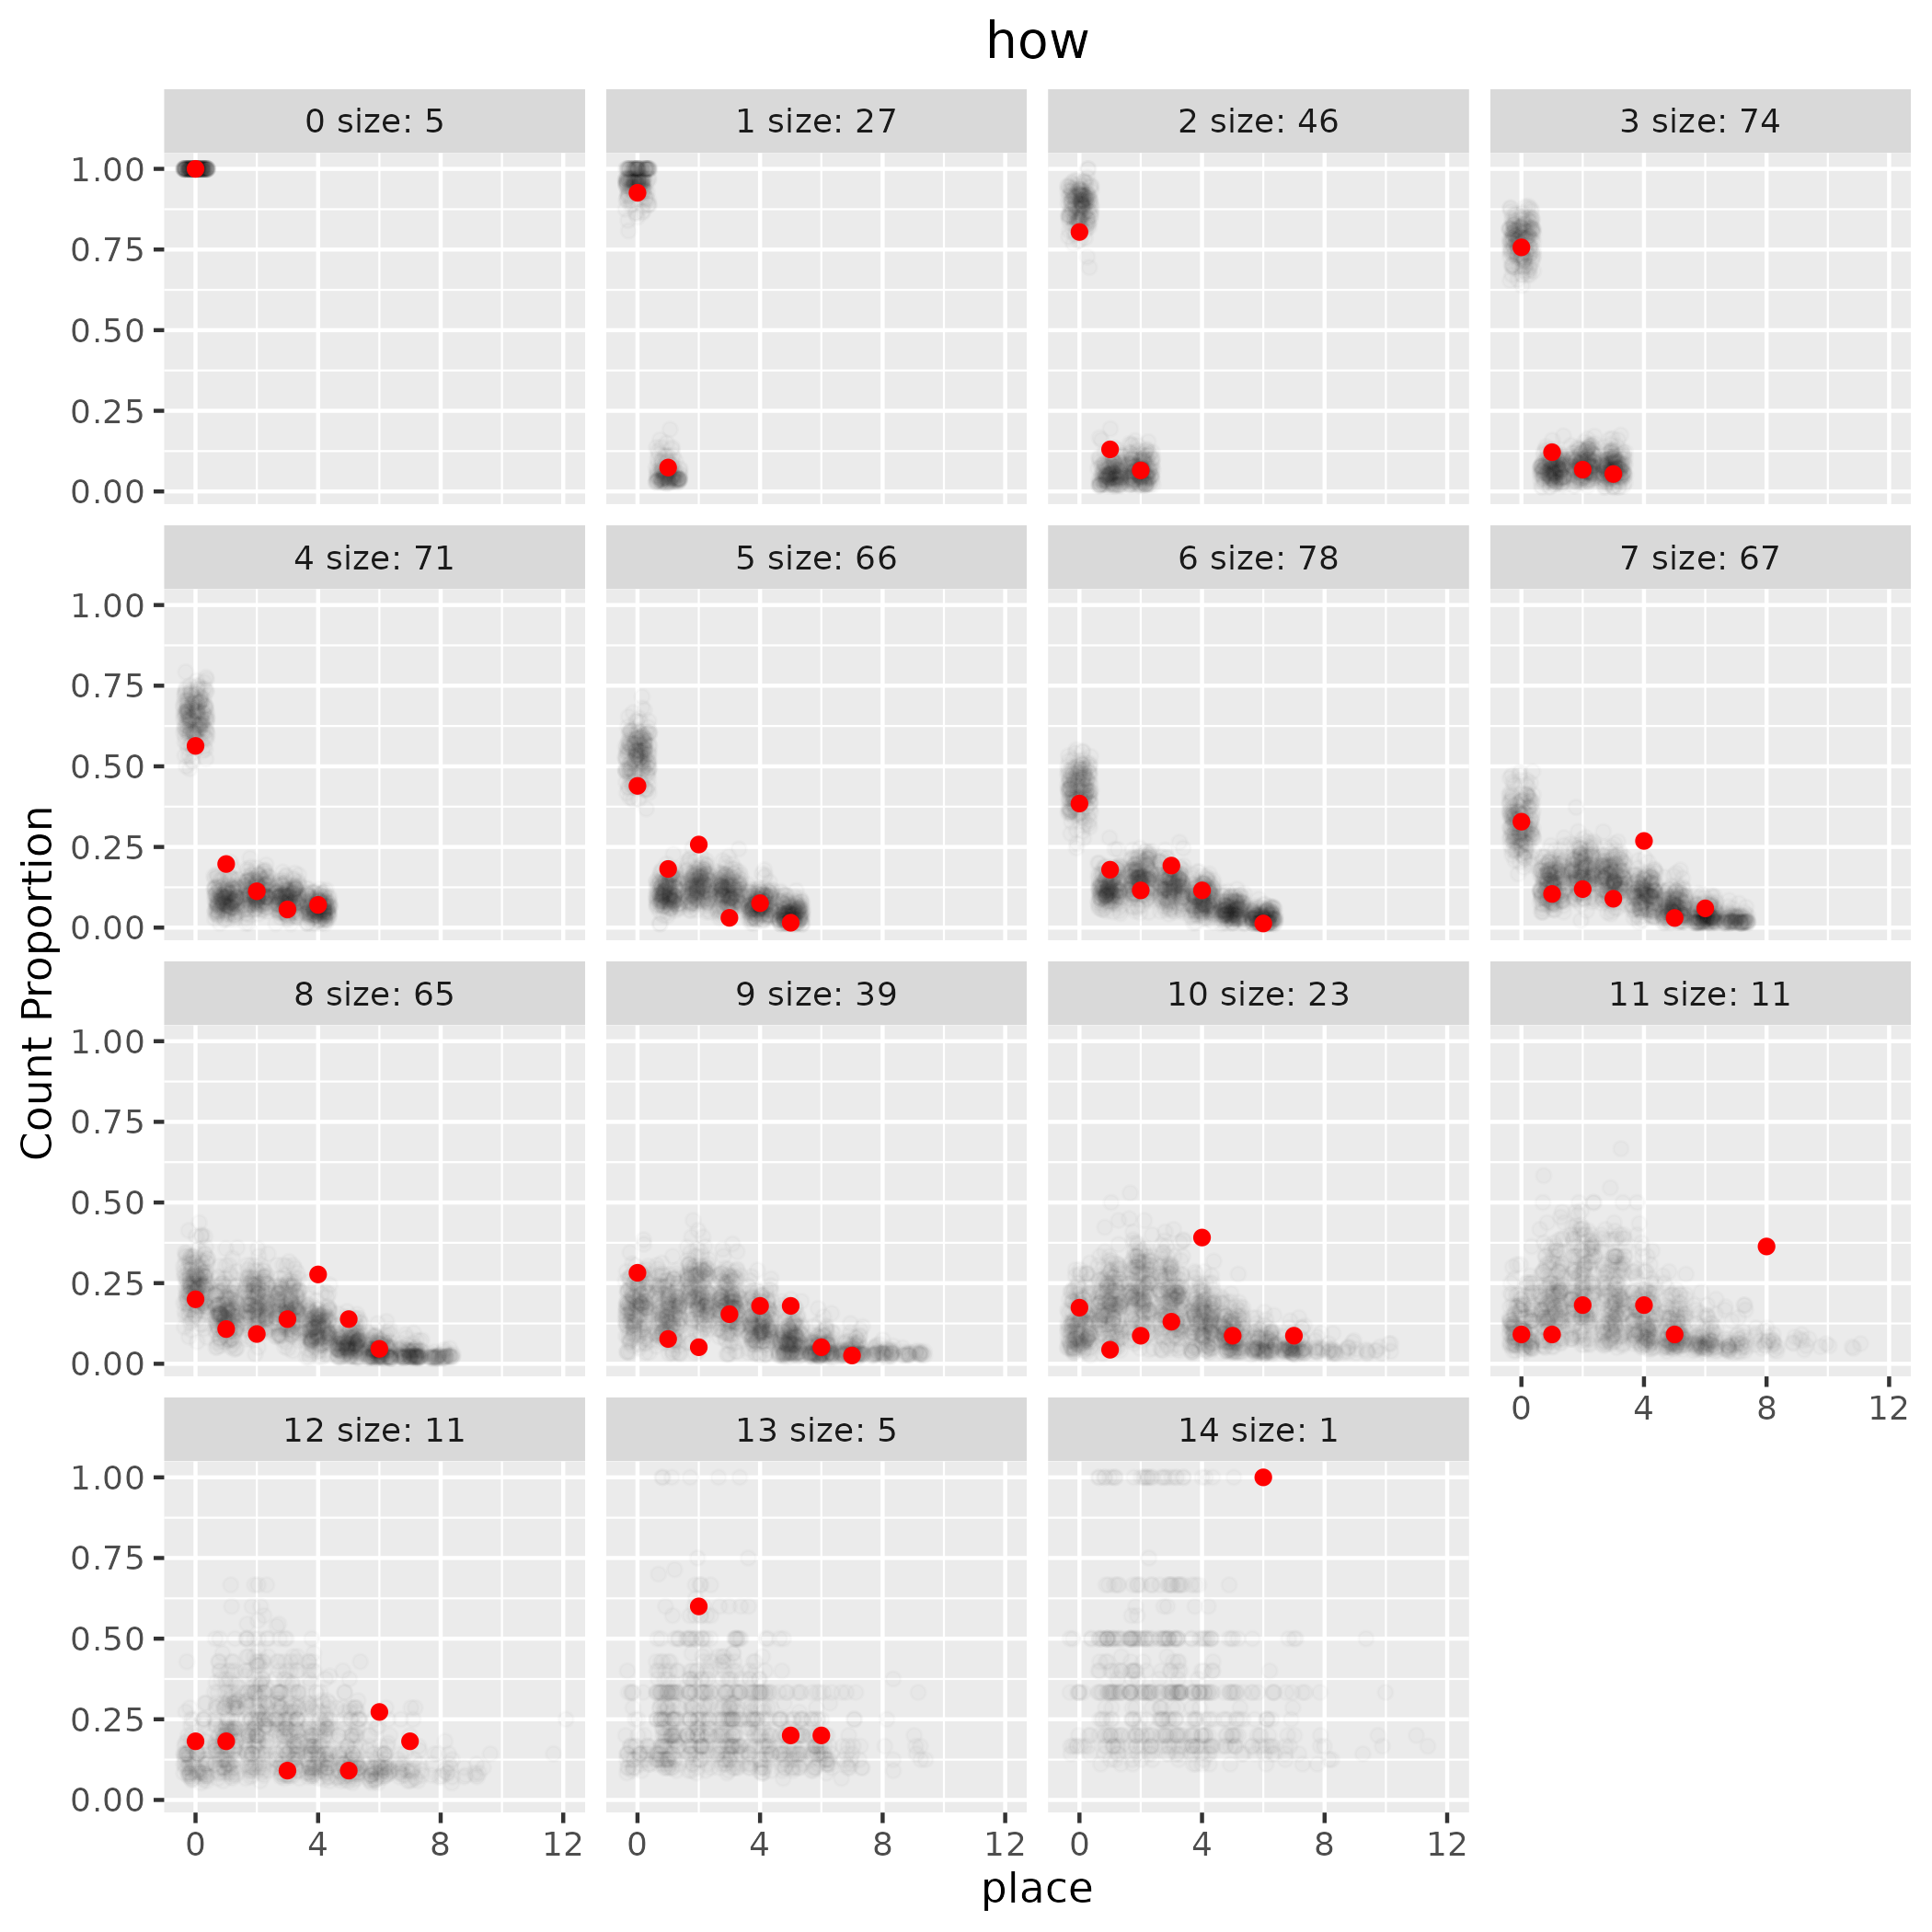 how
0 size: 5
1 size: 27
2 size: 46
3 size: 74
1.00
0.75
0.50
0.25
0.00
4 size: 71
5 size: 66
6 size: 78
7 size: 67
1.00
0.75
0.50
0.25
0.00
Count Proportion
8 size: 65
9 size: 39
10 size: 23
11 size: 11
1.00
0.75
0.50
0.25
0.00
0 4 8 12
12 size: 11
13 size: 5
14 size: 1
1.00
0.75
0.50
0.25
0.00
0 4 8 12
0 4 8 12
0 4 8 12
place